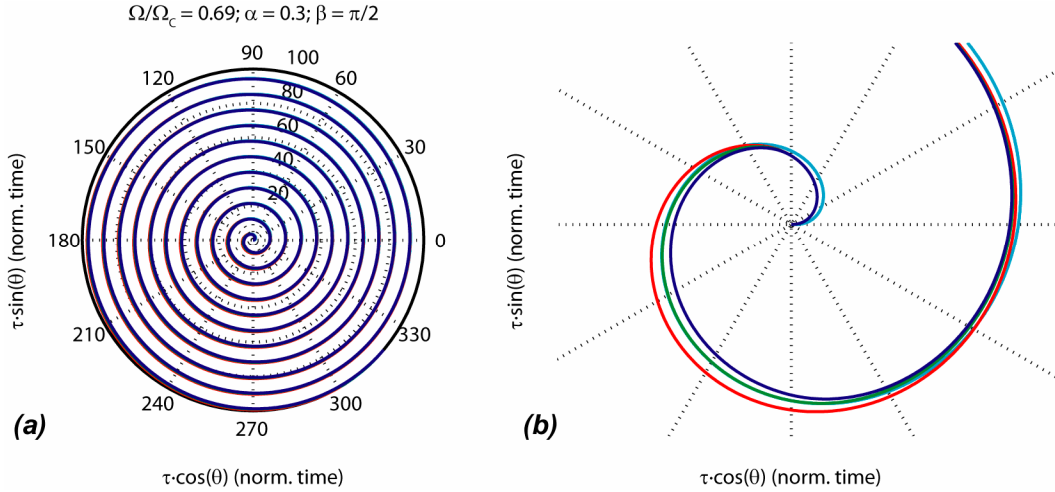 Ω/Ω_C = 0.69; α = 0.3; β = π/2
90
100
120
60
80
60
150
30
40
20
180
0
210
330
240
300
270
τ·sin(θ) (norm. time)
τ·cos(θ) (norm. time)
(a)
τ·sin(θ) (norm. time)
τ·cos(θ) (norm. time)
(b)